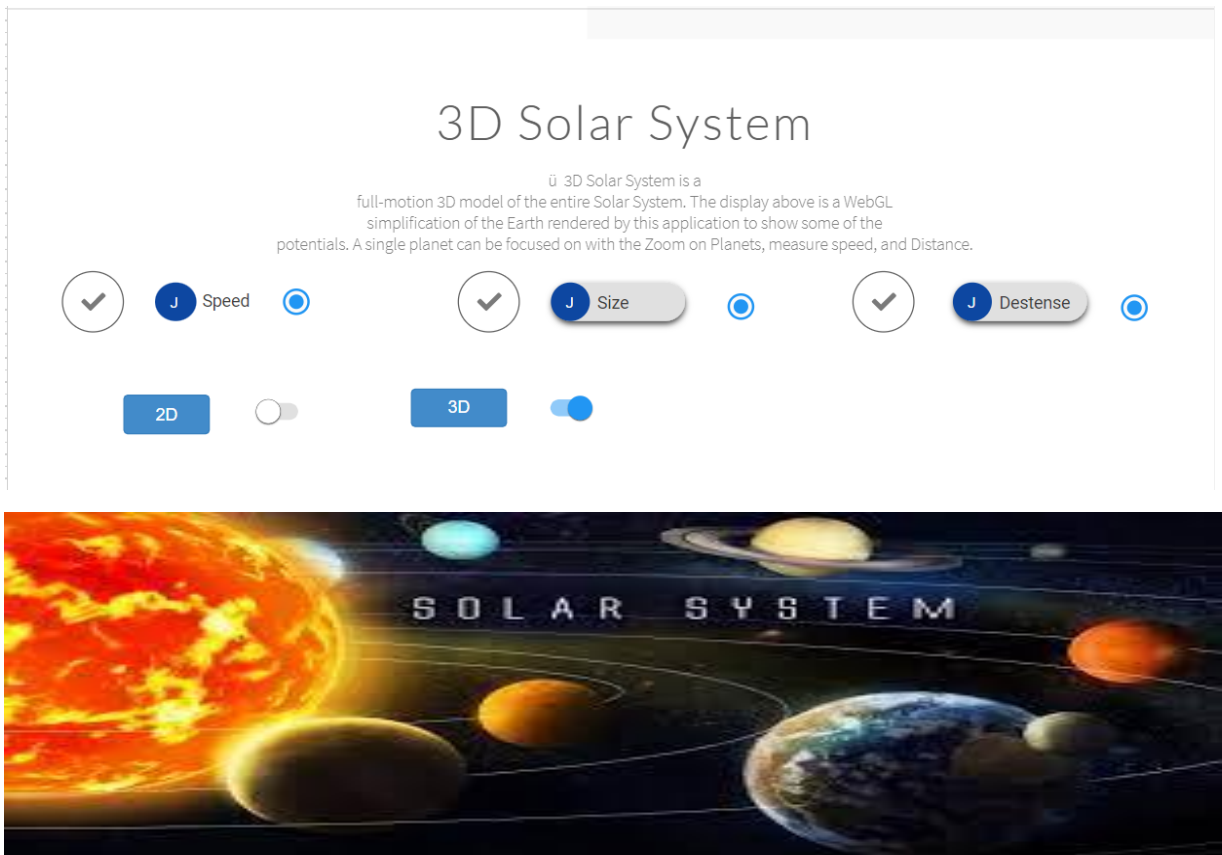 3D Solar System
ü 3D Solar System is a
full-motion 3D model of the entire Solar System. The display above is a WebGL
simplification of the Earth rendered by this application to show some of the
potentials. A single planet can be focused on with the Zoom on Planets, measure speed, and Distance.
J Speed J Size J Destense
2D 3D
SOLAR SYSTEM